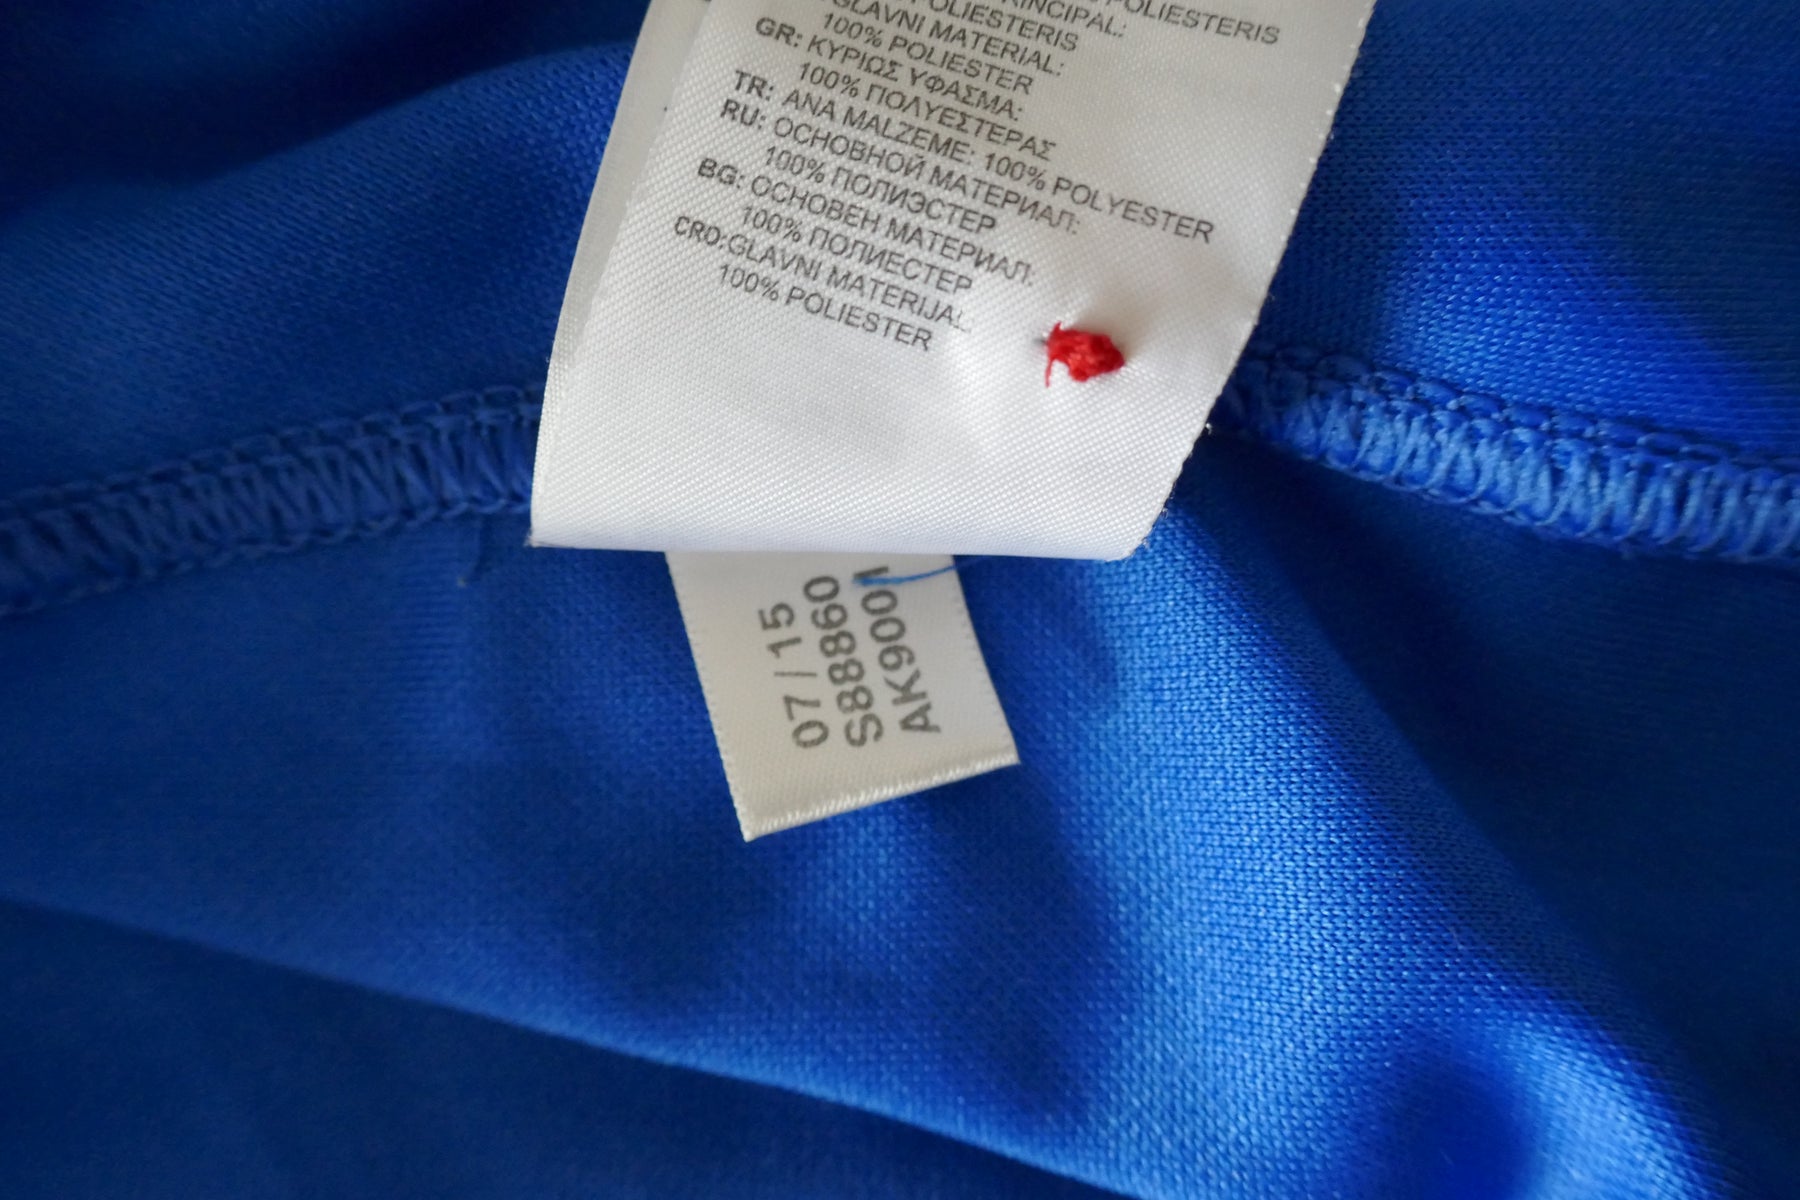 POLIESTERIS
PRINCIPAL:
POLIESTERIS
GLAVNI MATERIAL:
100% POLIESTER
GR: ΚΥΡΙΩΣ ΥΦΑΣΜΑ:
100% ΠΟΛΥΕΣΤΕΡΑΣ
TR: ANA MALZEME: 100% POLYESTER
RU: ОСНОВНОЙ МАТЕРИАЛ:
100% ПОЛИЭСТЕР
BG: ОСНОВЕН МАТЕРИАЛ:
100% ПОЛИЕСТЕР
CRO: GLAVNI MATERIJAL:
100% POLIESTER
07/15
S88860